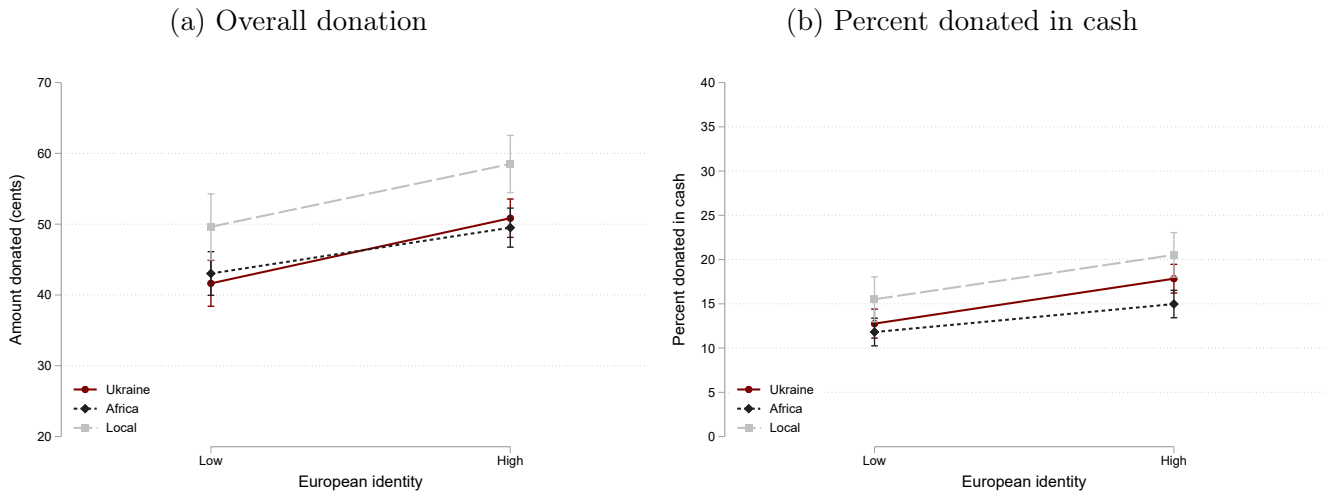 (a) Overall donation
70
60
50
40
30
20
Amount donated (cents)
Ukraine
Africa
Local
Low
High
European identity
(b) Percent donated in cash
40
35
30
25
20
15
10
5
0
Percent donated in cash
Ukraine
Africa
Local
Low
High
European identity